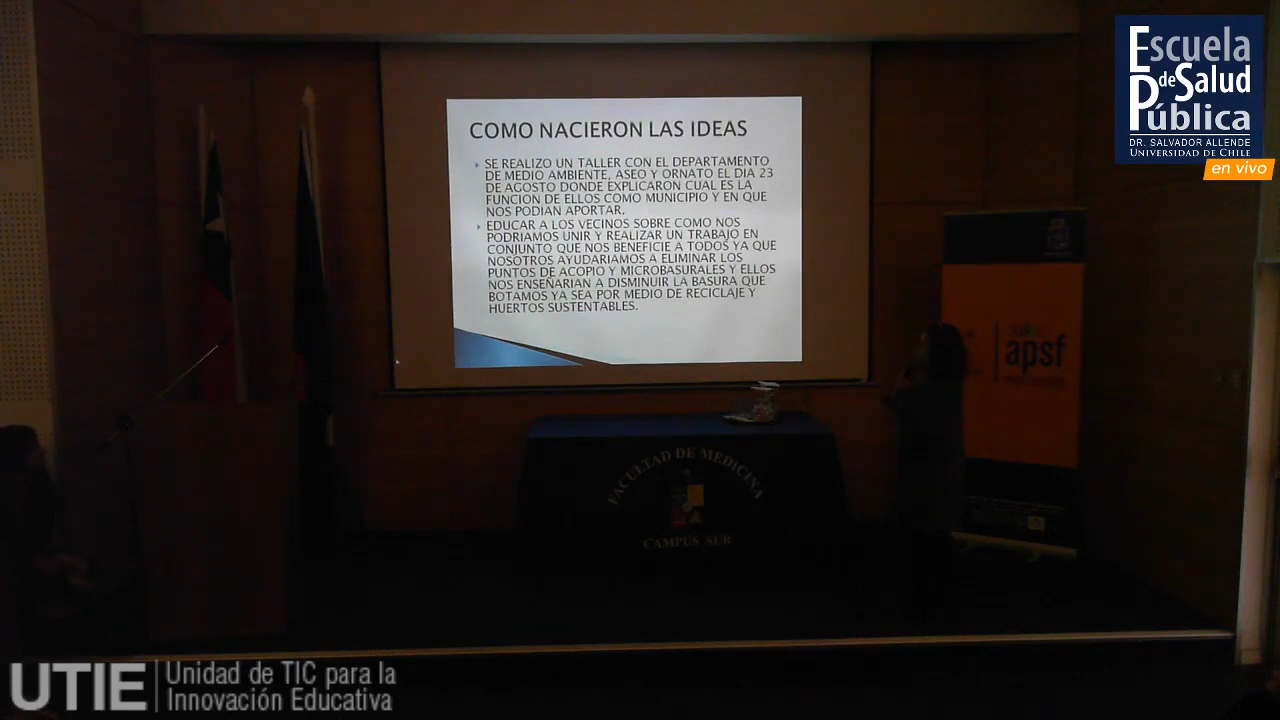 Escuela
de Salud
Pública
DR. SALVADOR ALLENDE
UNIVERSIDAD DE CHILE
en vivo
COMO NACIERON LAS IDEAS
SE REALIZO UN TALLER CON EL DEPARTAMENTO
DE MEDIO AMBIENTE, ASEO Y ORNATO EL DIA 23
DE AGOSTO DONDE EXPLICARON CUAL ES LA
FUNCION DE ELLOS COMO MUNICIPIO Y EN QUE
NOS PODIAN APORTAR.
EDUCAR A LOS VECINOS SOBRE COMO NOS
PODRIAMOS UNIR Y REALIZAR UN TRABAJO EN
CONJUNTO QUE NOS BENEFICIE A TODOS YA QUE
NOSOTROS AYUDARIAMOS A ELIMINAR LOS
PUNTOS DE ACOPIO Y MICROBASURALES Y ELLOS
NOS ENSEÑARIAN A DISMINUIR LA BASURA QUE
BOTAMOS YA SEA POR MEDIO DE RECICLAJE Y
HUERTOS SUSTENTABLES.
apsf
FACULTAD DE MEDICINA
CAMPUS SUR
UTIE
Unidad de TIC para la
Innovación Educativa